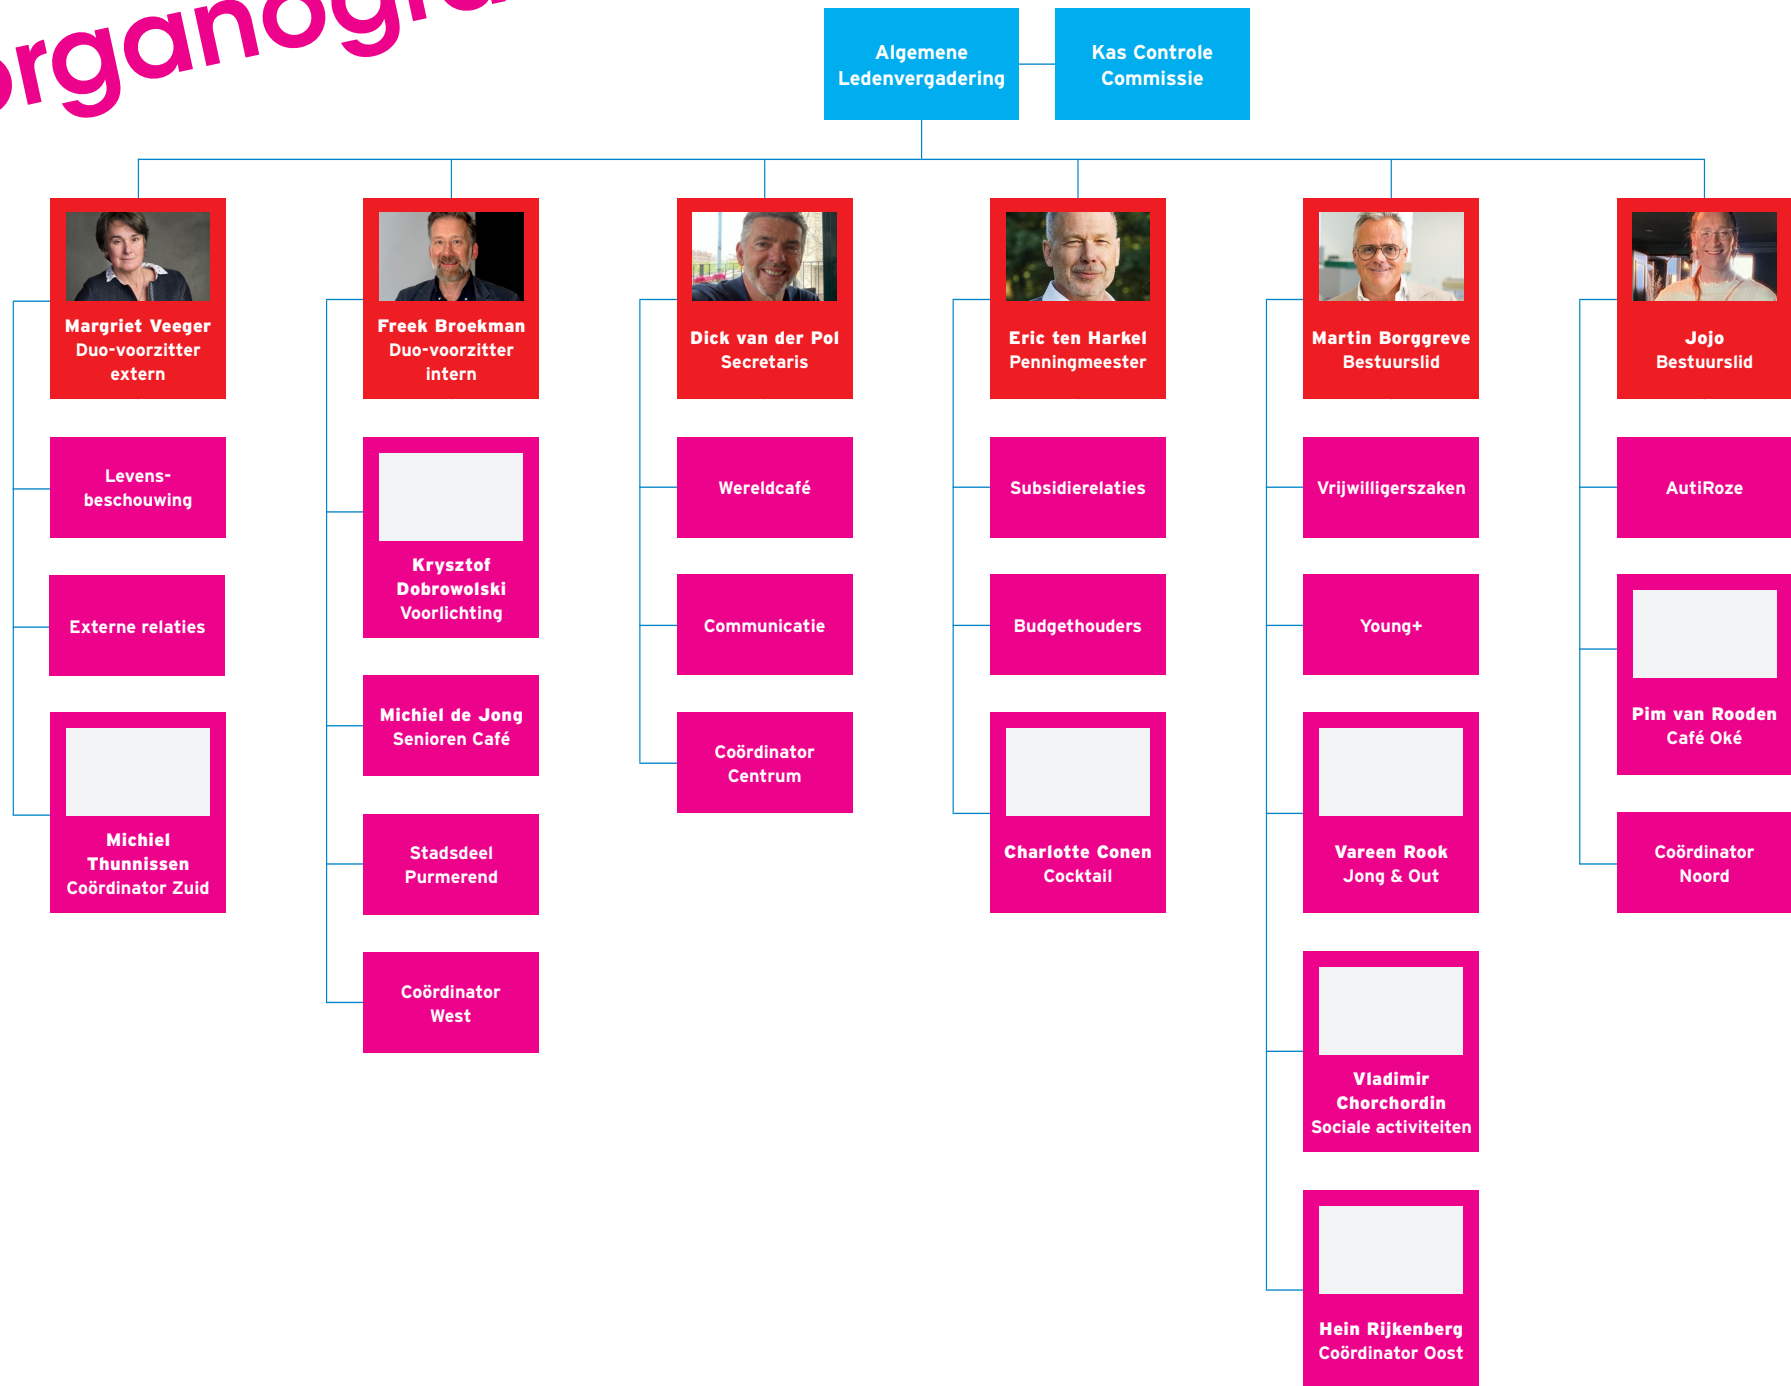 Algemene
Ledenvergadering
Kas Controle
Commissie
Margriet Veeger
Duo-voorzitter
extern
Levens-
beschouwing
Externe relaties
Michiel
Thunnissen
Coördinator Zuid
Freek Broekman
Duo-voorzitter
intern
Krysztof
Dobrowolski
Voorlichting
Michiel de Jong
Senioren Café
Stadsdeel
Purmerend
Coördinator
West
Dick van der Pol
Secretaris
Wereldcafé
Communicatie
Coördinator
Centrum
Eric ten Harkel
Penningmeester
Subsidierelaties
Budgethouders
Charlotte Conen
Cocktail
Martin Borggreve
Bestuurslid
Vrijwilligerszaken
Young+
Vareen Rook
Jong & Out
Vladimir
Chorchordin
Sociale activiteiten
Hein Rijkenberg
Coördinator Oost
Jojo
Bestuurslid
AutiRoze
Pim van Rooden
Café Oké
Coördinator
Noord